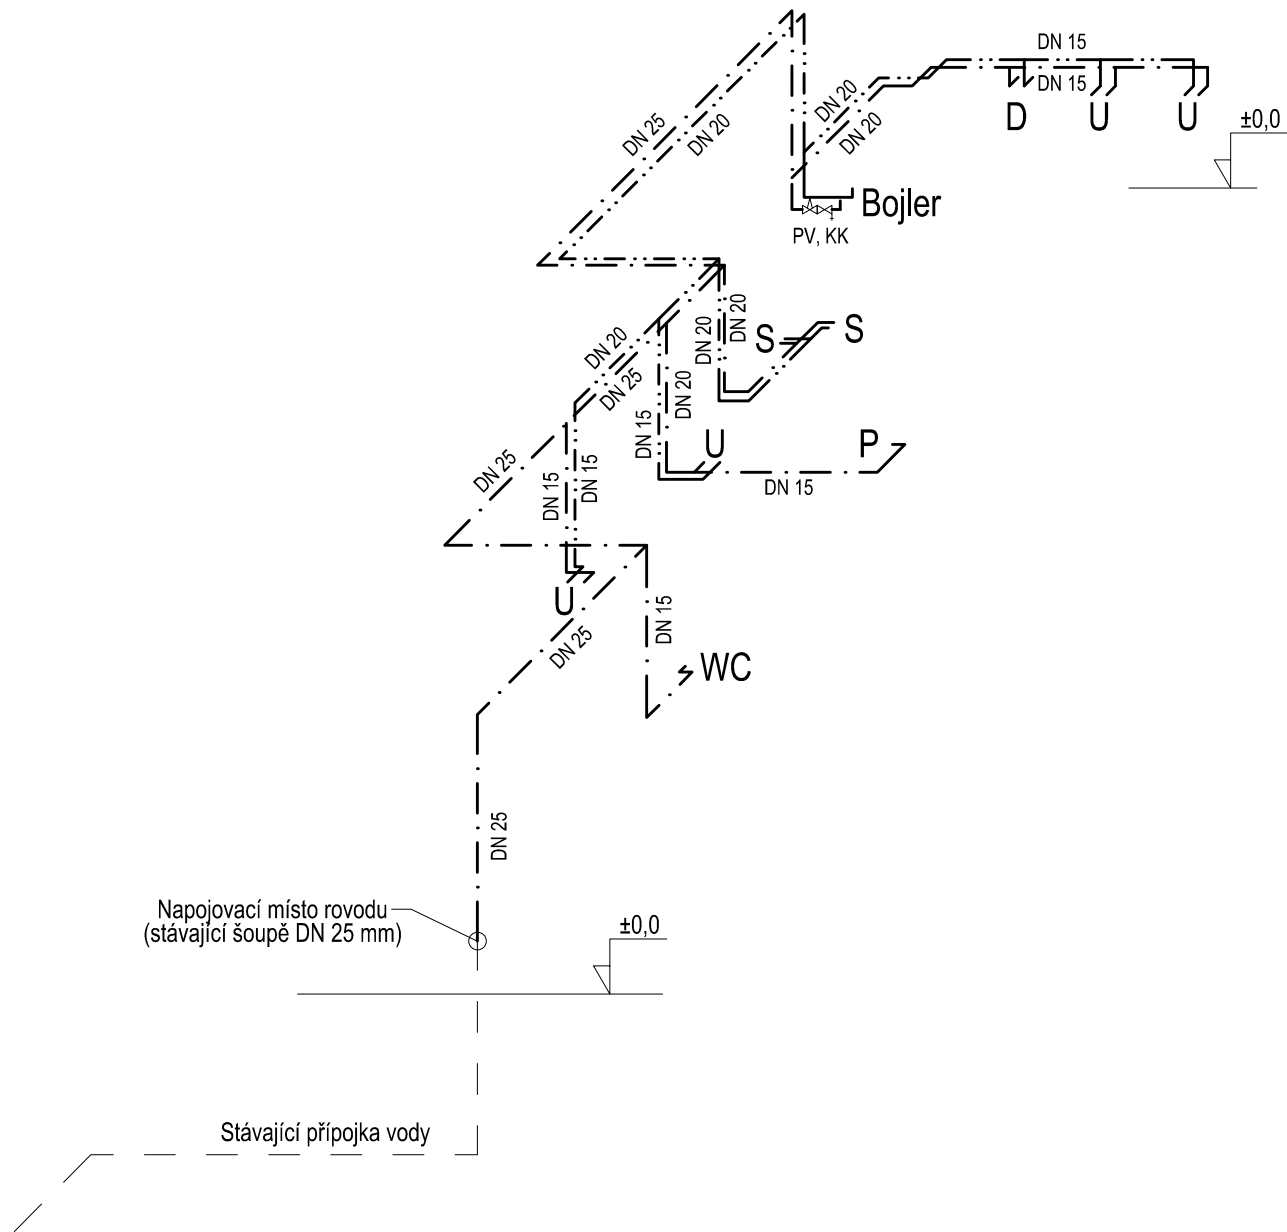 DN 15
DN 15
DN 20
DN 20
D
U
U
±0,0
DN 25
DN 20
Bojler
PV, KK
DN 20
DN 20
S
S
DN 20
DN 25
DN 20
DN 15
U
P
DN 15
DN 25
DN 15
DN 15
U
DN 25
DN 15
WC
DN 25
Napojovací místo rovodu
(stávající šoupě DN 25 mm)
±0,0
Stávající přípojka vody